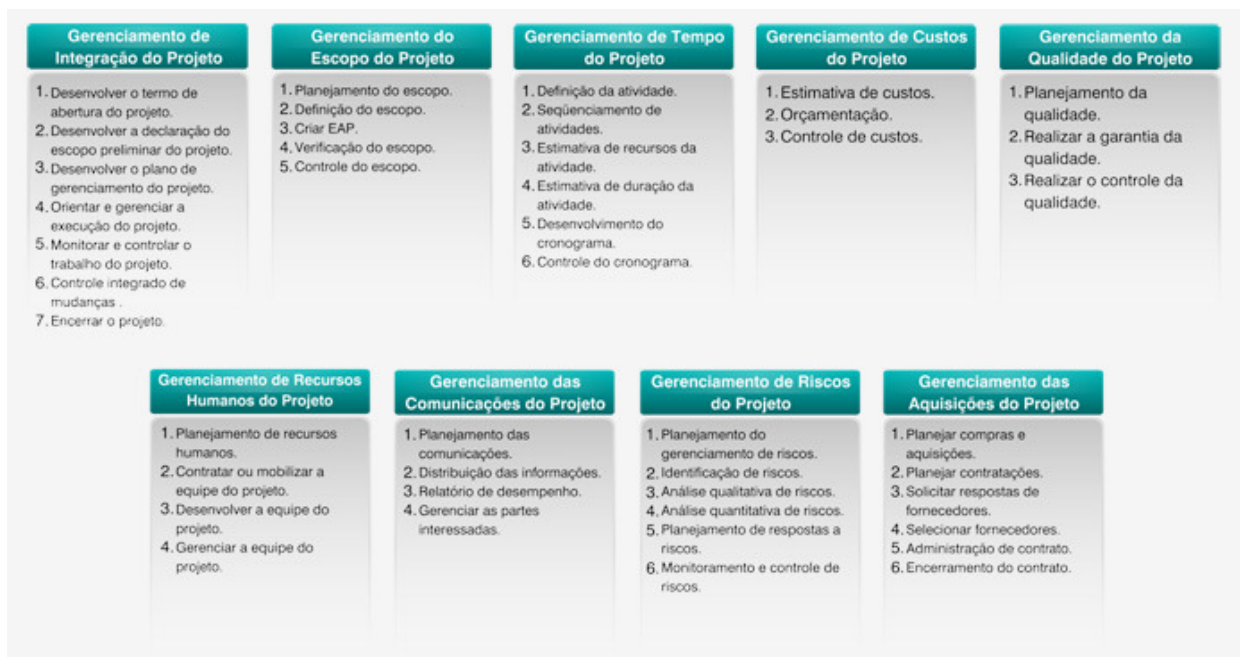 Gerenciamento de
Integração do Projeto
1. Desenvolver o termo de
abertura do projeto.
2. Desenvolver a declaração do
escopo preliminar do projeto.
3. Desenvolver o plano de
gerenciamento do projeto.
4. Orientar e gerenciar a
execução do projeto.
5. Monitorar e controlar o
trabalho do projeto.
6. Controle integrado de
mudanças .
7. Encerrar o projeto.
Gerenciamento do
Escopo do Projeto
1. Planejamento do escopo.
2. Definição do escopo.
3. Criar EAP.
4. Verificação do escopo.
5. Controle do escopo.
Gerenciamento de Tempo
do Projeto
1. Definição da atividade.
2. Seqüenciamento de
atividades.
3. Estimativa de recursos da
atividade.
4. Estimativa de duração da
atividade.
5. Desenvolvimento do
cronograma.
6. Controle do cronograma.
Gerenciamento de Custos
do Projeto
1. Estimativa de custos.
2. Orçamentação.
3. Controle de custos.
Gerenciamento da
Qualidade do Projeto
1. Planejamento da
qualidade.
2. Realizar a garantia da
qualidade.
3. Realizar o controle da
qualidade.
Gerenciamento de Recursos
Humanos do Projeto
1. Planejamento de recursos
humanos.
2. Contratar ou mobilizar a
equipe do projeto.
3. Desenvolver a equipe do
projeto.
4. Gerenciar a equipe do
projeto.
Gerenciamento das
Comunicações do Projeto
1. Planejamento das
comunicações.
2. Distribuição das informações.
3. Relatório de desempenho.
4. Gerenciar as partes
interessadas.
Gerenciamento de Riscos
do Projeto
1. Planejamento do
gerenciamento de riscos.
2. Identificação de riscos.
3. Análise qualitativa de riscos.
4. Análise quantitativa de riscos.
5. Planejamento de respostas a
riscos.
6. Monitoramento e controle de
riscos.
Gerenciamento das
Aquisições do Projeto
1. Planejar compras e
aquisições.
2. Planejar contratações.
3. Solicitar respostas de
fornecedores.
4. Selecionar fornecedores.
5. Administração de contrato.
6. Encerramento do contrato.